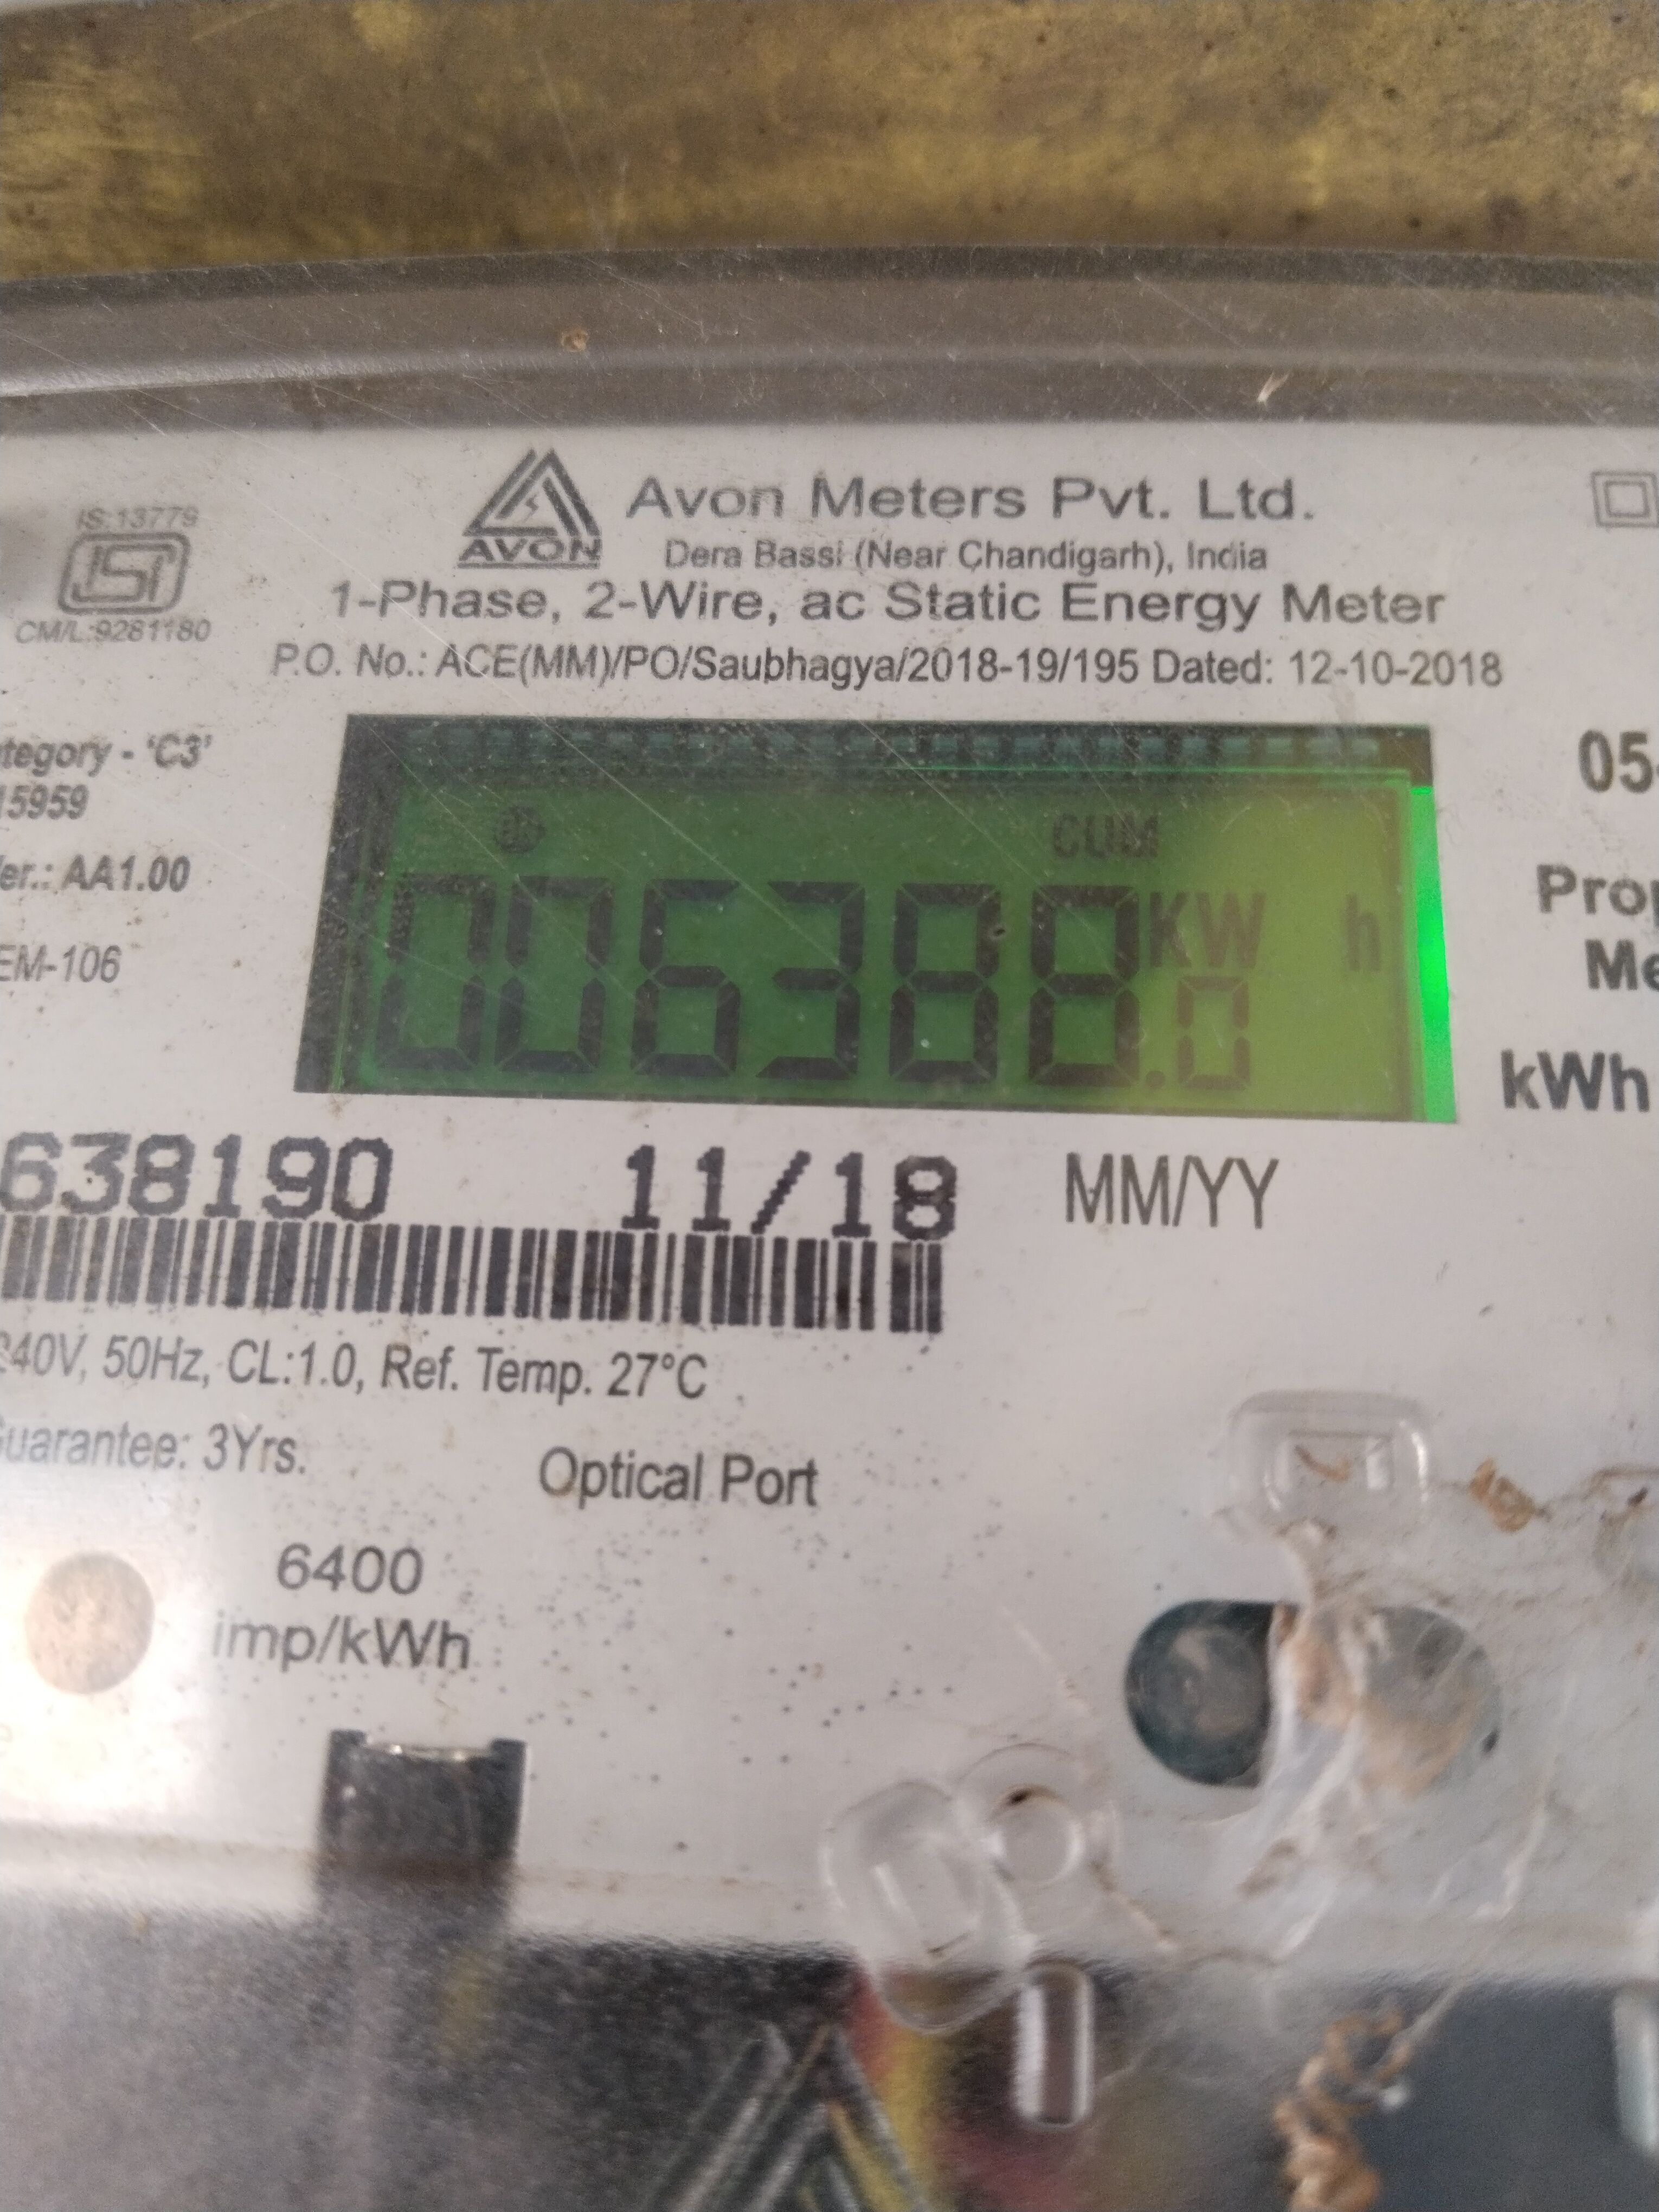 IS:13779
ISI
CM/L:9281180
AVON
Avon Meters Pvt. Ltd.
Dera Bassi (Near Chandigarh), India
1-Phase, 2-Wire, ac Static Energy Meter
P.O. No.: ACE(MM)/PO/Saubhagya/2018-19/195 Dated: 12-10-2018
tegory - 'C3'
15959
er.: AA1.00
EM-106
CUM
006388.0 KW h
05
Prop
Me
kWh
638190 11/18 MM/YY
240V, 50Hz, CL:1.0, Ref. Temp. 27°C
Guarantee: 3Yrs.
Optical Port
6400
imp/kWh